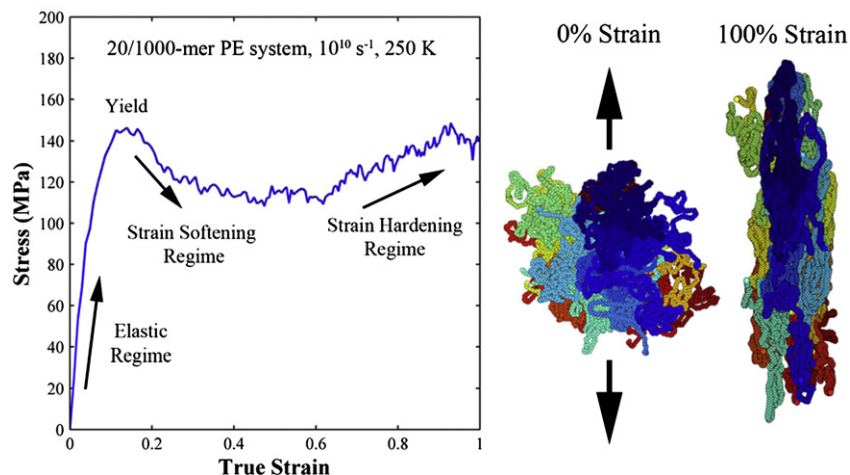 20/1000-mer PE system, 10¹⁰ s⁻¹, 250 K
Yield
Strain Softening
Regime
Strain Hardening
Regime
Elastic
Regime
Stress (MPa)
200
180
160
140
120
100
80
60
40
20
0
0
0.2
0.4
0.6
0.8
1
True Strain
0% Strain
100% Strain